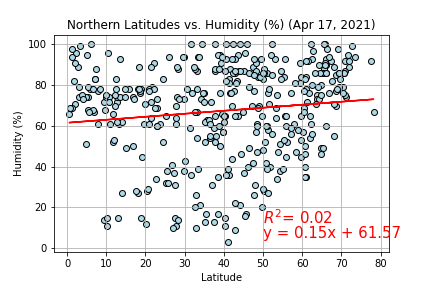 Northern Latitudes vs. Humidity (%) (Apr 17, 2021)
100
80
60
40
20
0
Humidity (%)
R²= 0.02
y = 0.15x + 61.57
0 10 20 30 40 50 60 70 80
Latitude